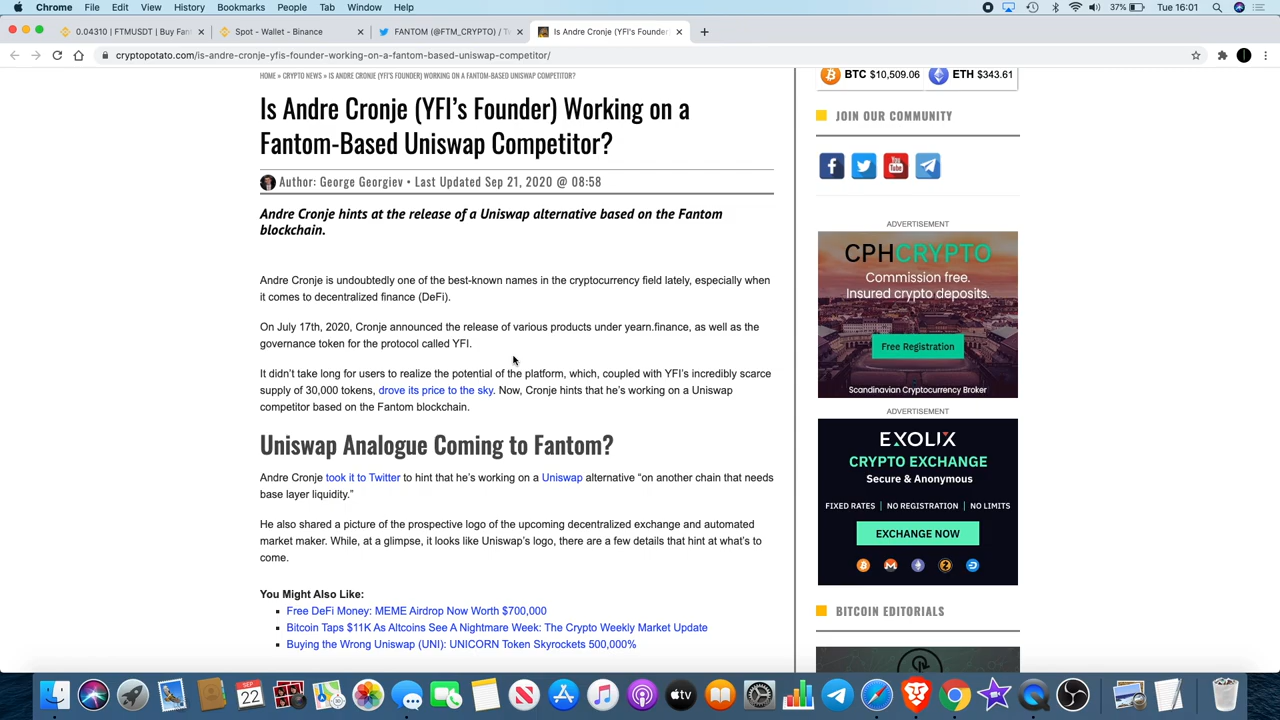 Chrome File Edit View History Bookmarks People Tab Window Help 37% Tue 16:01
0.04310 | FTMUSDT | Buy Fan × Spot - Wallet - Binance × FANTOM (@FTM_CRYPTO) / T × Is Andre Cronje (YFI's Founder) ×
cryptopotato.com/is-andre-cronje-yfis-founder-working-on-a-fantom-based-uniswap-competitor/
HOME » CRYPTO NEWS » IS ANDRE CRONJE (YFI'S FOUNDER) WORKING ON A FANTOM-BASED UNISWAP COMPETITOR?
Is Andre Cronje (YFI's Founder) Working on a
Fantom-Based Uniswap Competitor?
Author: George Georgiev • Last Updated Sep 21, 2020 @ 08:58
Andre Cronje hints at the release of a Uniswap alternative based on the Fantom
blockchain.
Andre Cronje is undoubtedly one of the best-known names in the cryptocurrency field lately, especially when
it comes to decentralized finance (DeFi).
On July 17th, 2020, Cronje announced the release of various products under yearn.finance, as well as the
governance token for the protocol called YFI.
It didn't take long for users to realize the potential of the platform, which, coupled with YFI's incredibly scarce
supply of 30,000 tokens, drove its price to the sky. Now, Cronje hints that he's working on a Uniswap
competitor based on the Fantom blockchain.
Uniswap Analogue Coming to Fantom?
Andre Cronje took it to Twitter to hint that he's working on a Uniswap alternative “on another chain that needs
base layer liquidity.”
He also shared a picture of the prospective logo of the upcoming decentralized exchange and automated
market maker. While, at a glimpse, it looks like Uniswap's logo, there are a few details that hint at what's to
come.
You Might Also Like:
Free DeFi Money: MEME Airdrop Now Worth $700,000
Bitcoin Taps $11K As Altcoins See A Nightmare Week: The Crypto Weekly Market Update
Buying the Wrong Uniswap (UNI): UNICORN Token Skyrockets 500,000%
BTC $10,509.06 ETH $343.61
JOIN OUR COMMUNITY
You Tube
ADVERTISEMENT
CPHCRYPTO
Commission free.
Insured crypto deposits.
Free Registration
Scandinavian Cryptocurrency Broker
ADVERTISEMENT
EXOLIX
CRYPTO EXCHANGE
Secure & Anonymous
FIXED RATES | NO REGISTRATION | NO LIMITS
EXCHANGE NOW
BITCOIN EDITORIALS
SEP
22
tv